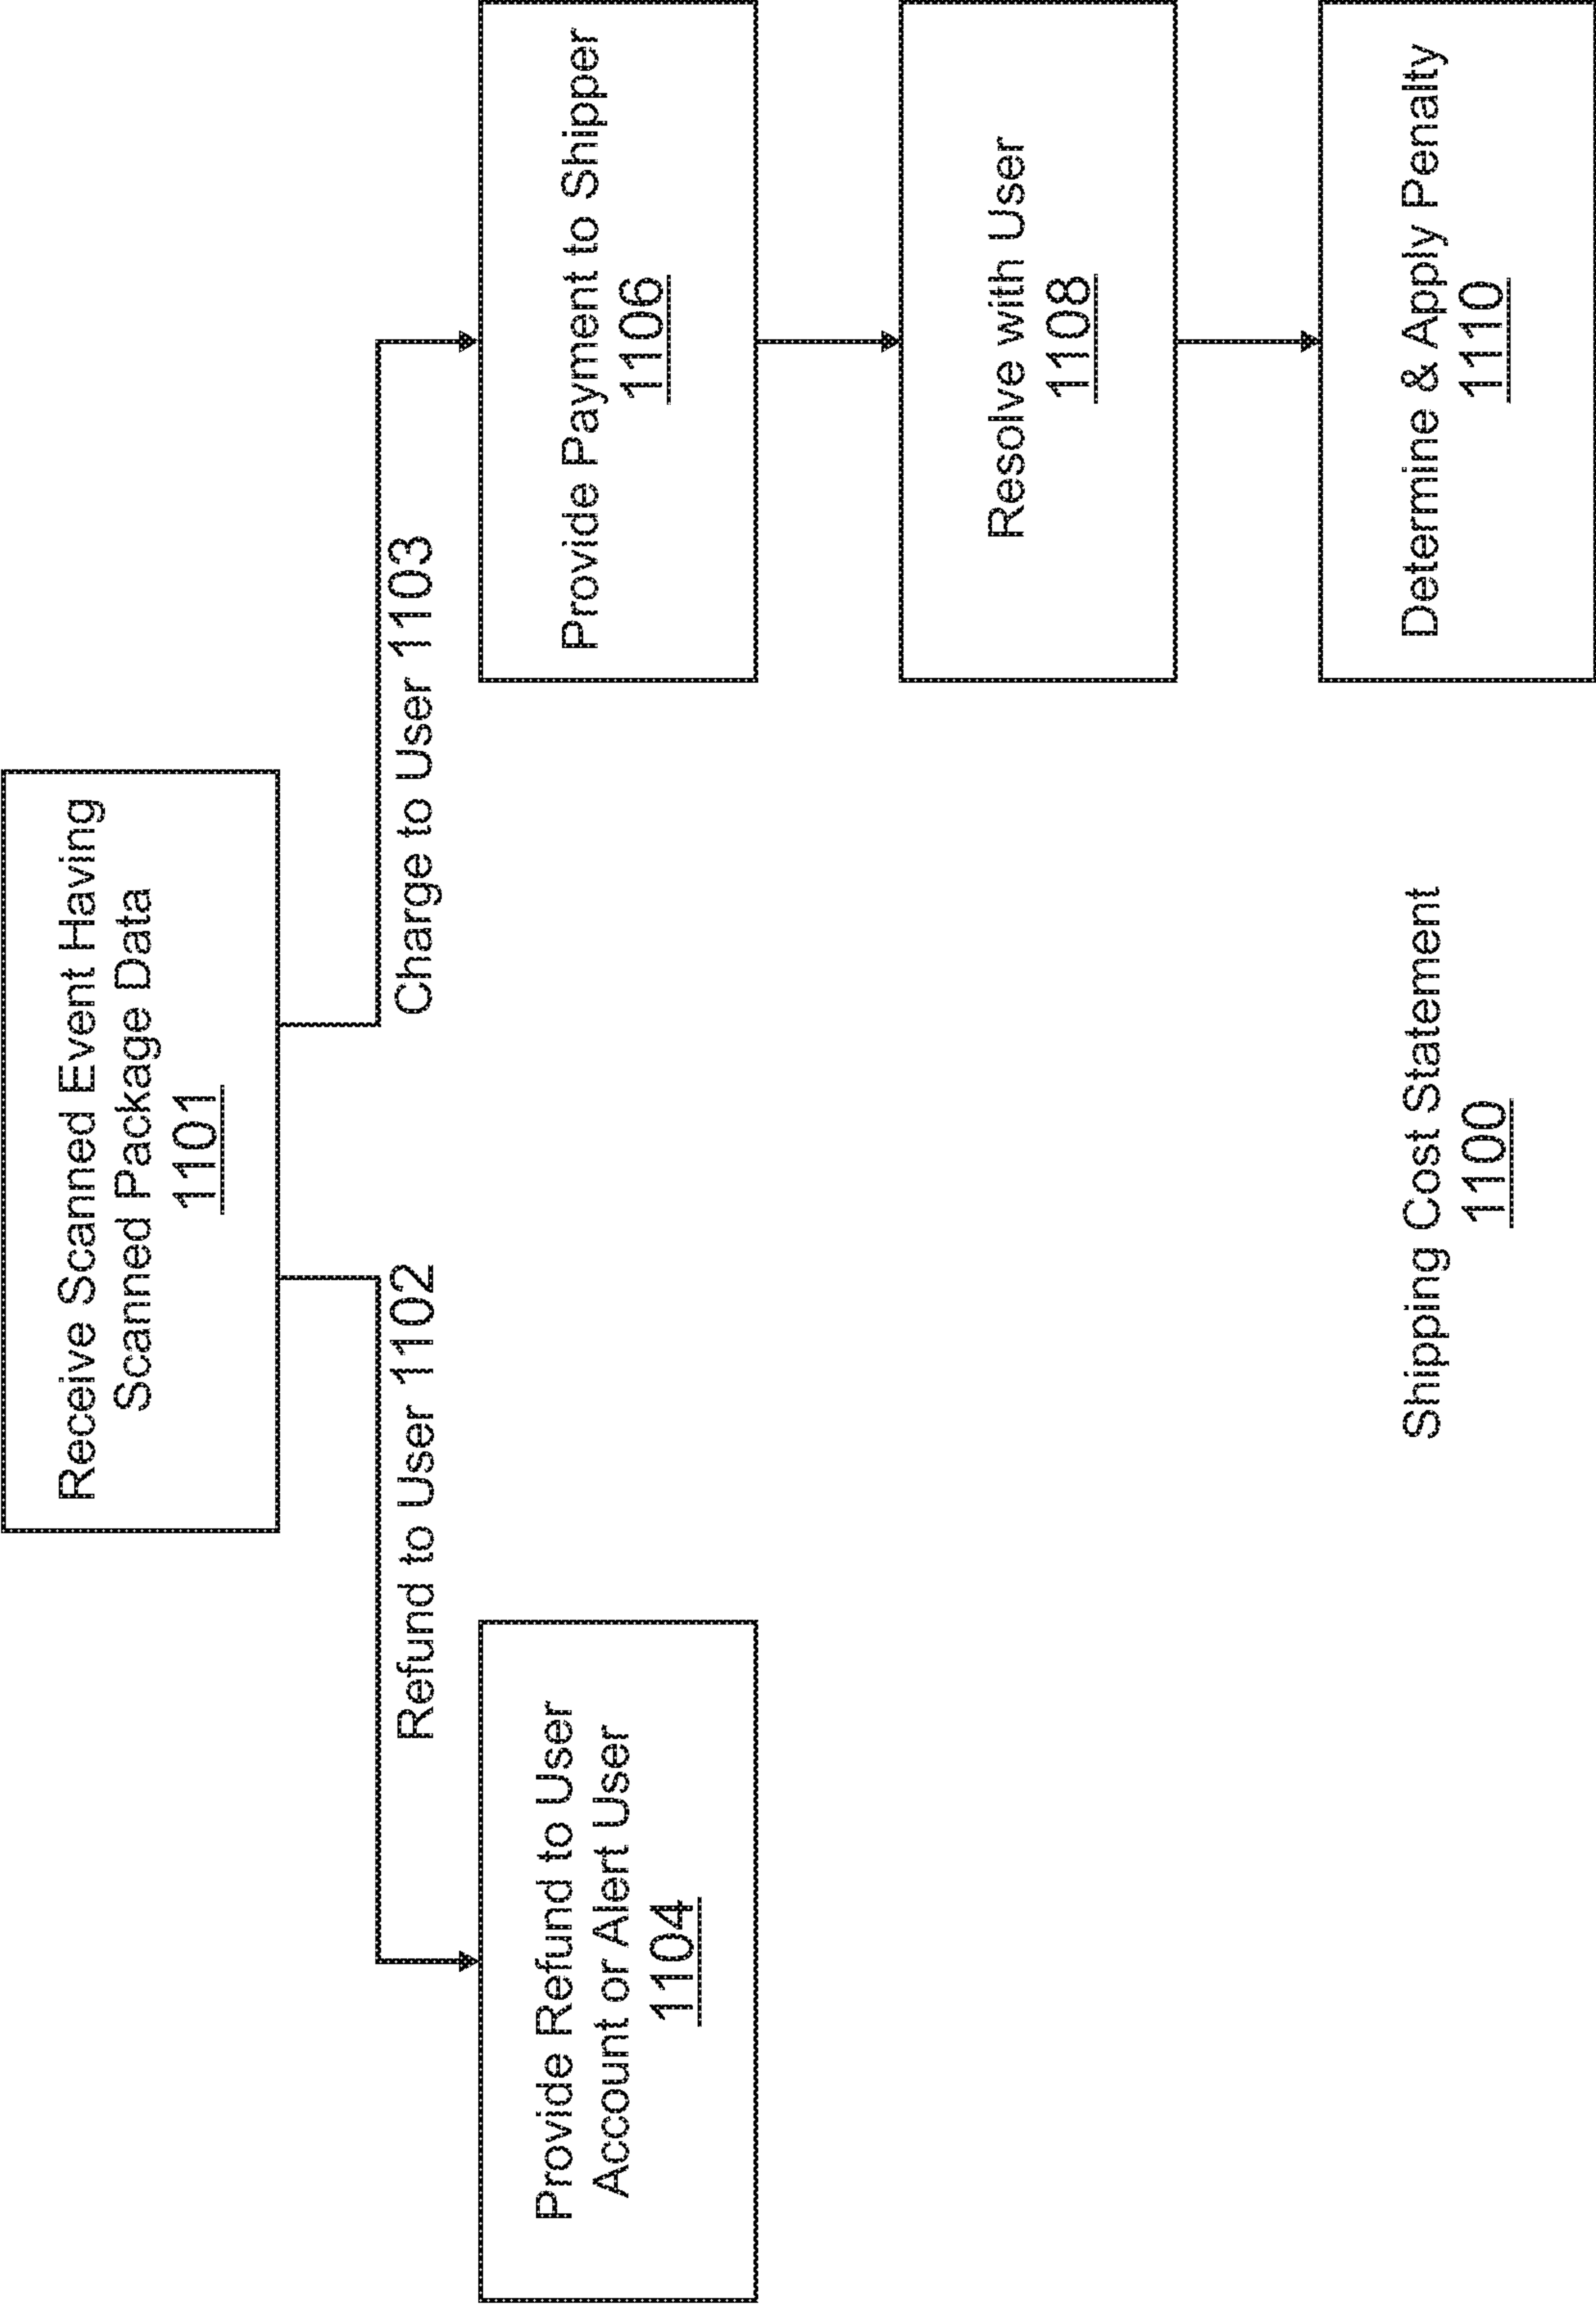 Receive Scanned Event Having
Scanned Package Data
1101
Refund to User 1102
Charge to User 1103
Provide Refund to User
Account or Alert User
1104
Provide Payment to Shipper
1106
Resolve with User
1108
Determine & Apply Penalty
1110
Shipping Cost Statement
1100